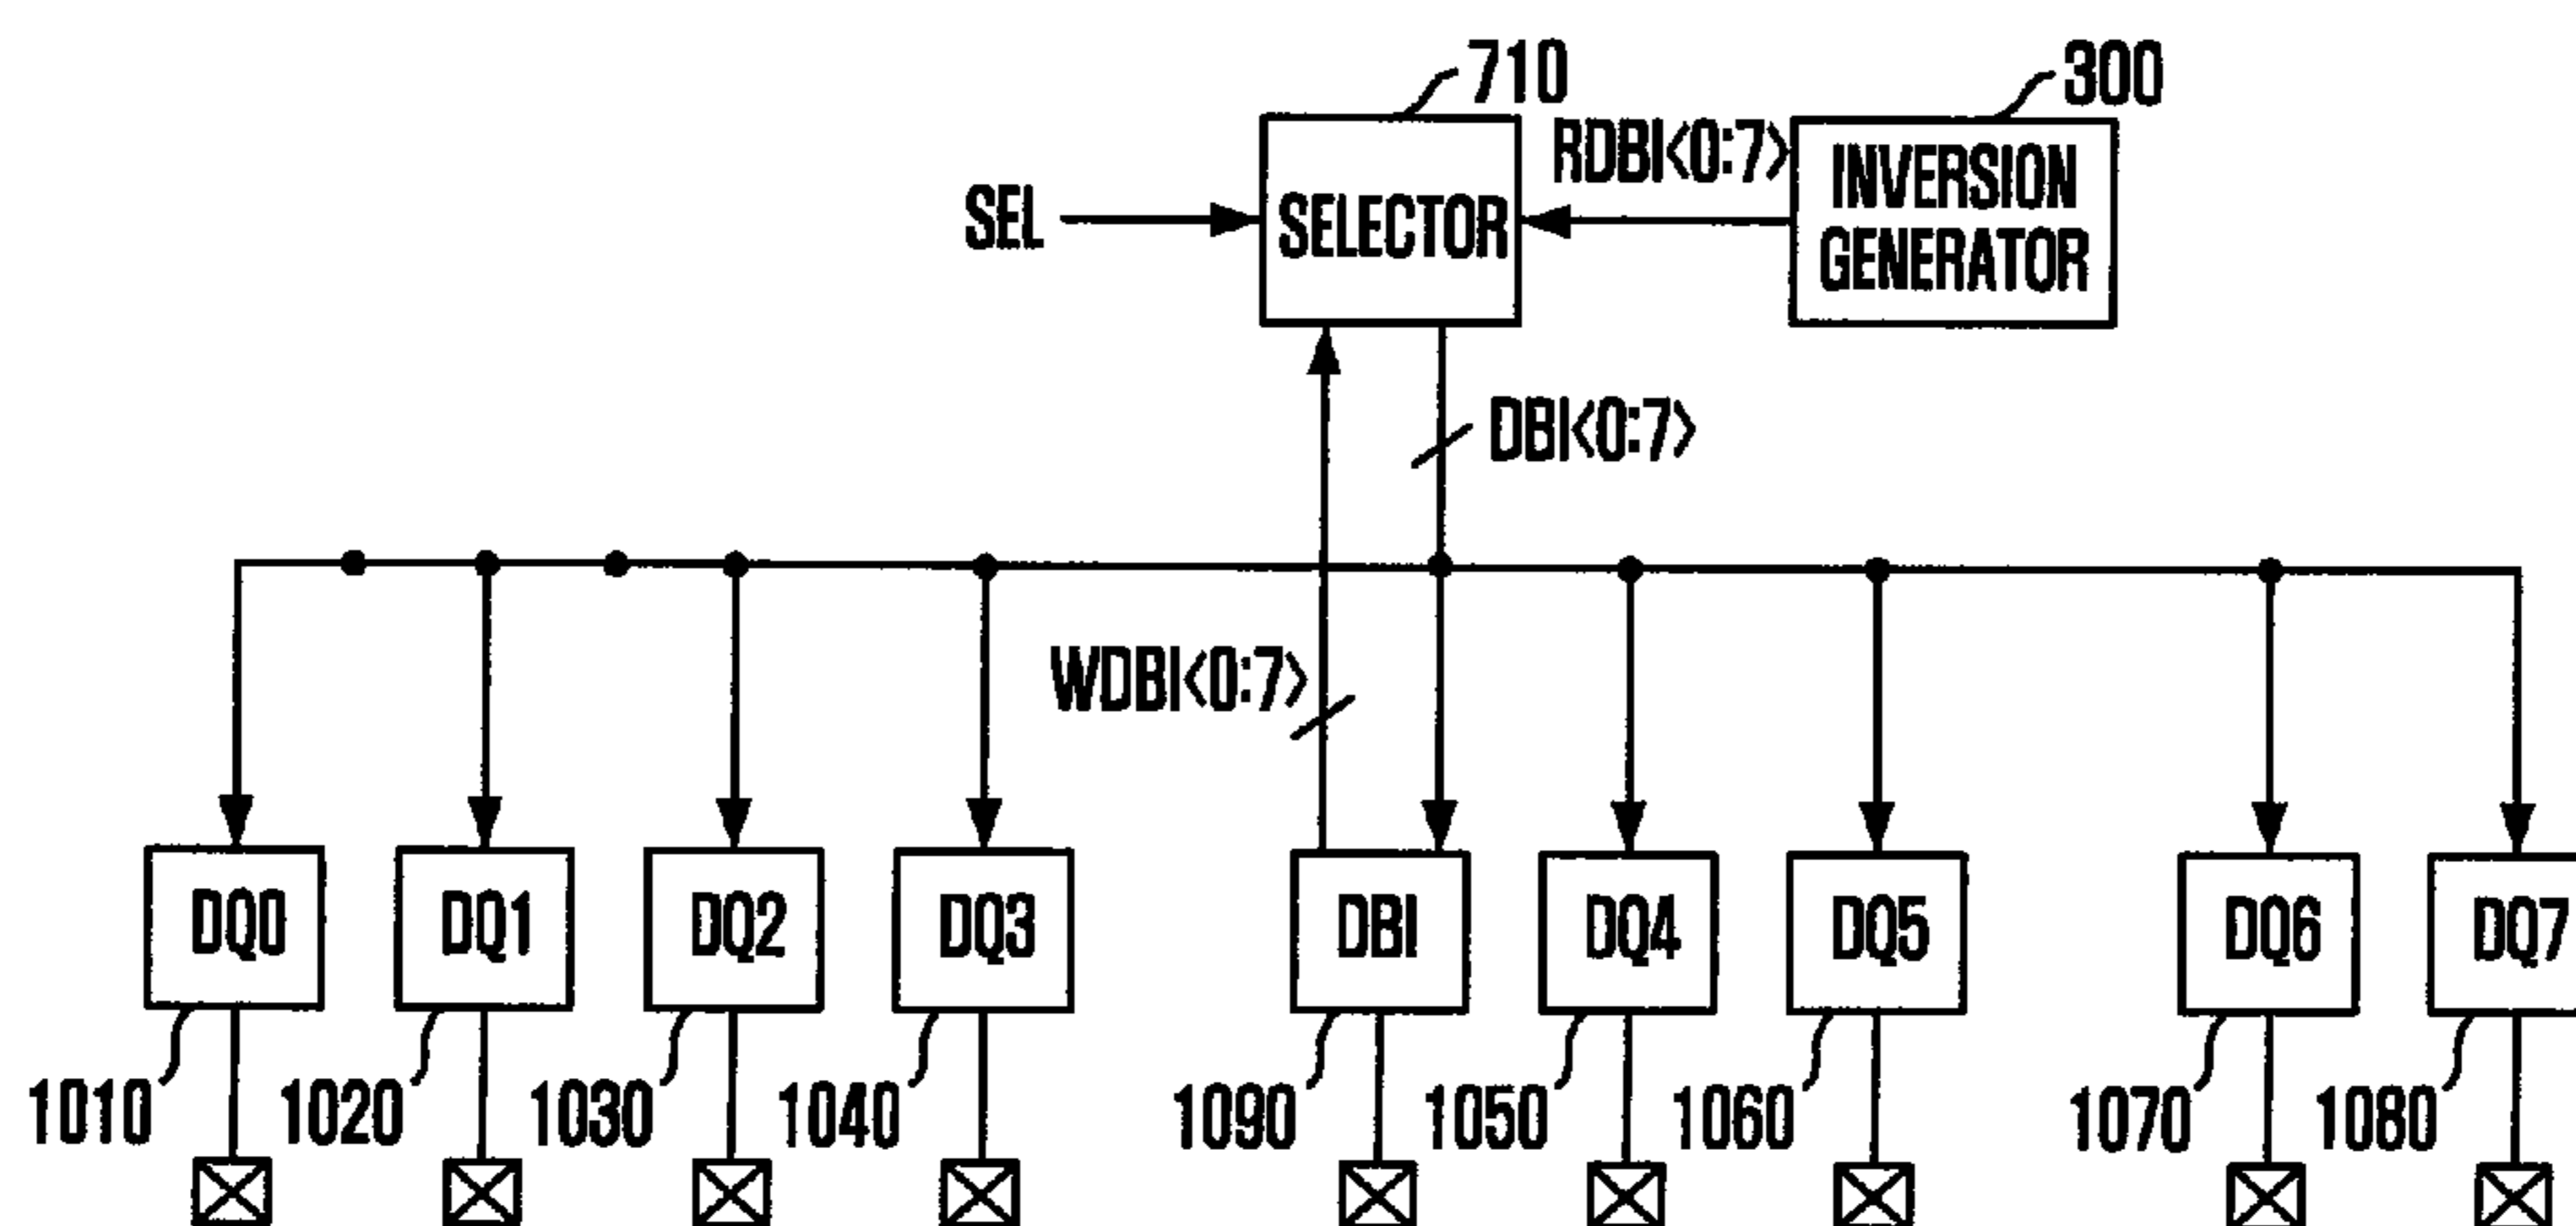 710
300
RDBI<0:7>
SEL
SELECTOR
INVERSION
GENERATOR
DBI<0:7>
WDBI<0:7>
DQ0
DQ1
DQ2
DQ3
DBI
DQ4
DQ5
DQ6
DQ7
1010
1020
1030
1040
1090
1050
1060
1070
1080